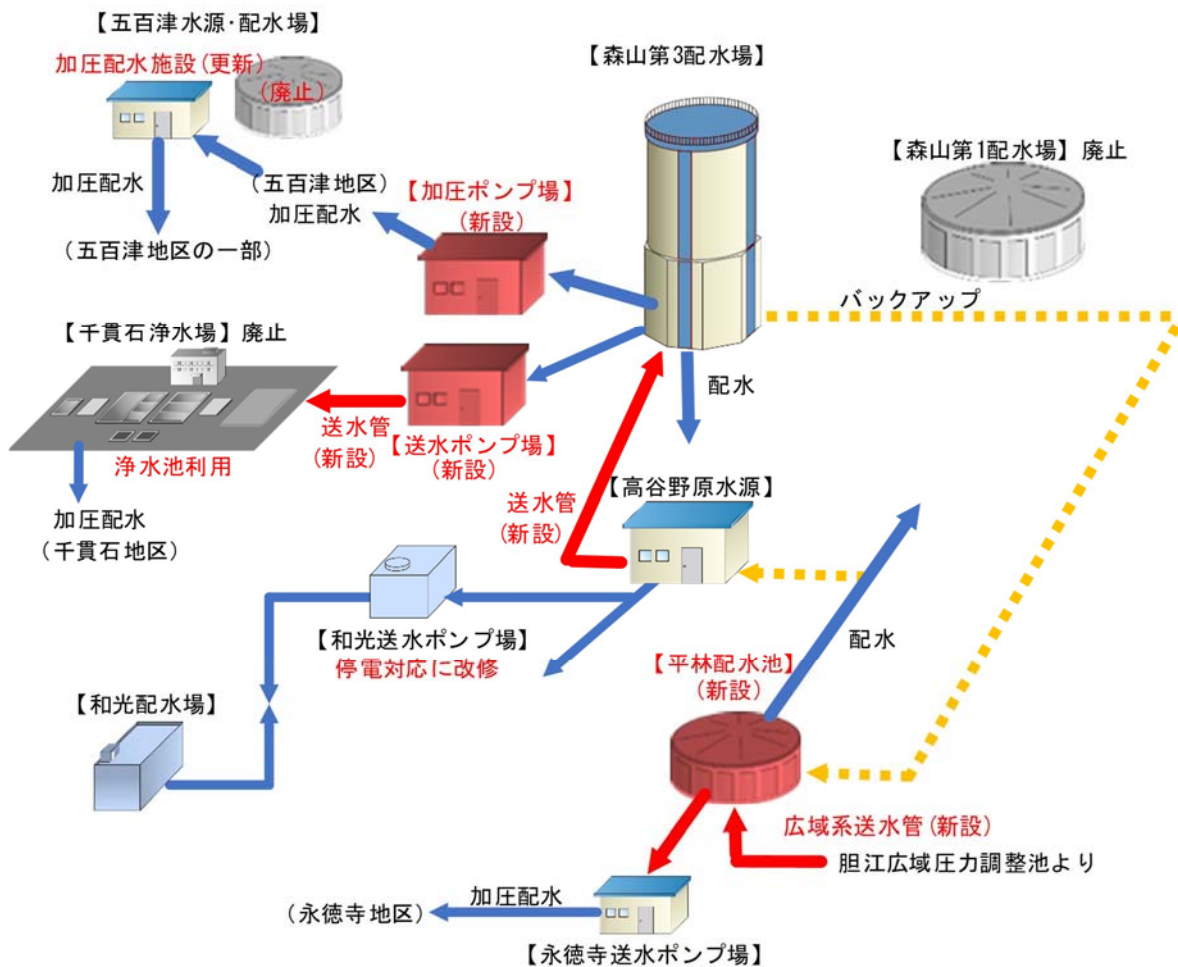 【五百津水源・配水場】
加圧配水施設(更新)
(廃止)
加圧配水
(五百津地区の一部)
(五百津地区)
加圧配水
【加圧ポンプ場】
(新設)
【森山第3配水場】
【森山第1配水場】廃止
バックアップ
【千貫石浄水場】廃止
浄水池利用
加圧配水
(千貫石地区)
送水管
(新設)
【送水ポンプ場】
(新設)
配水
送水管
(新設)
【高谷野原水源】
【和光送水ポンプ場】
停電対応に改修
【和光配水場】
配水
【平林配水池】
(新設)
広域系送水管(新設)
胆江広域圧力調整池より
加圧配水
(永徳寺地区)
【永徳寺送水ポンプ場】